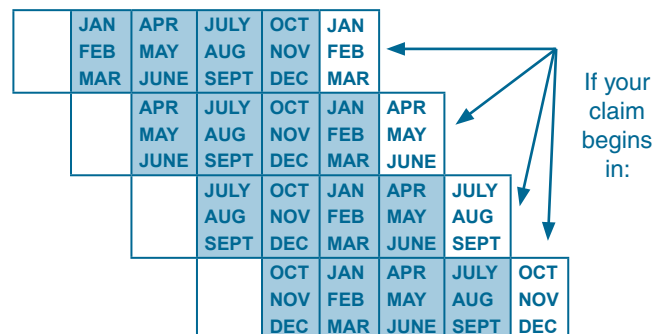 JAN APR JULY OCT JAN
FEB MAY AUG NOV FEB
MAR JUNE SEPT DEC MAR
APR JULY OCT JAN APR
MAY AUG NOV FEB MAY
JUNE SEPT DEC MAR JUNE
JULY OCT JAN APR JULY
AUG NOV FEB MAY AUG
SEPT DEC MAR JUNE SEPT
OCT JAN APR JULY OCT
NOV FEB MAY AUG NOV
DEC MAR JUNE SEPT DEC
If your
claim
begins
in: